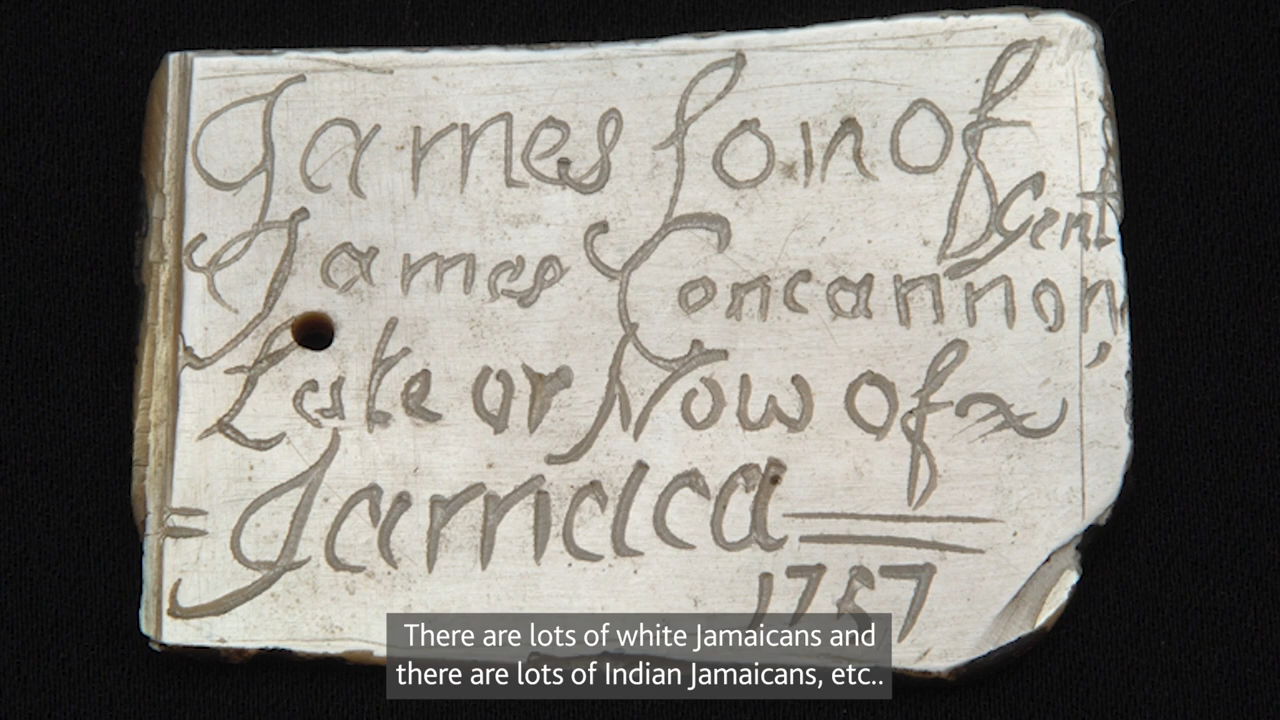 James ſon of
Gent
James Concannon,
Late or Now of ~
= Jamaica =
1757
There are lots of white Jamaicans and
there are lots of Indian Jamaicans, etc..